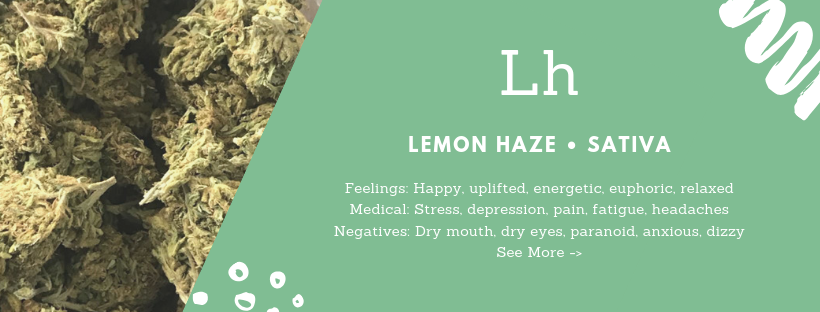 Lh
LEMON HAZE • SATIVA
Feelings: Happy, uplifted, energetic, euphoric, relaxed
Medical: Stress, depression, pain, fatigue, headaches
Negatives: Dry mouth, dry eyes, paranoid, anxious, dizzy
See More ->